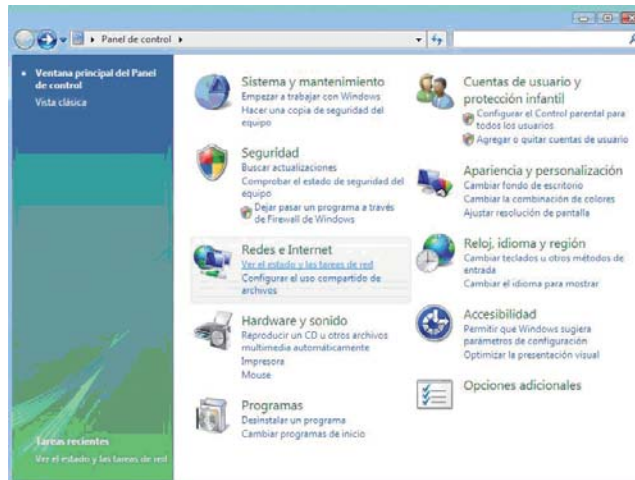 Panel de control
Ventana principal del Panel
de control
Vista clásica
Sistema y mantenimiento
Empezar a trabajar con Windows
Hacer una copia de seguridad del
equipo
Seguridad
Buscar actualizaciones
Comprobar el estado de seguridad del
equipo
Dejar pasar un programa a través
de Firewall de Windows
Redes e Internet
Ver el estado y las tareas de red
Configurar el uso compartido de
archivos
Hardware y sonido
Reproducir un CD u otros archivos
multimedia automáticamente
Impresora
Mouse
Programas
Desinstalar un programa
Cambiar programas de inicio
Cuentas de usuario y
protección infantil
Configurar el Control parental para
todos los usuarios
Agregar o quitar cuentas de usuario
Apariencia y personalización
Cambiar fondo de escritorio
Cambiar la combinación de colores
Ajustar resolución de pantalla
Reloj, idioma y región
Cambiar teclados u otros métodos de
entrada
Cambiar el idioma para mostrar
Accesibilidad
Permitir que Windows sugiera
parámetros de configuración
Optimizar la presentación visual
Opciones adicionales
Tareas recientes
Ver el estado y las tareas de red